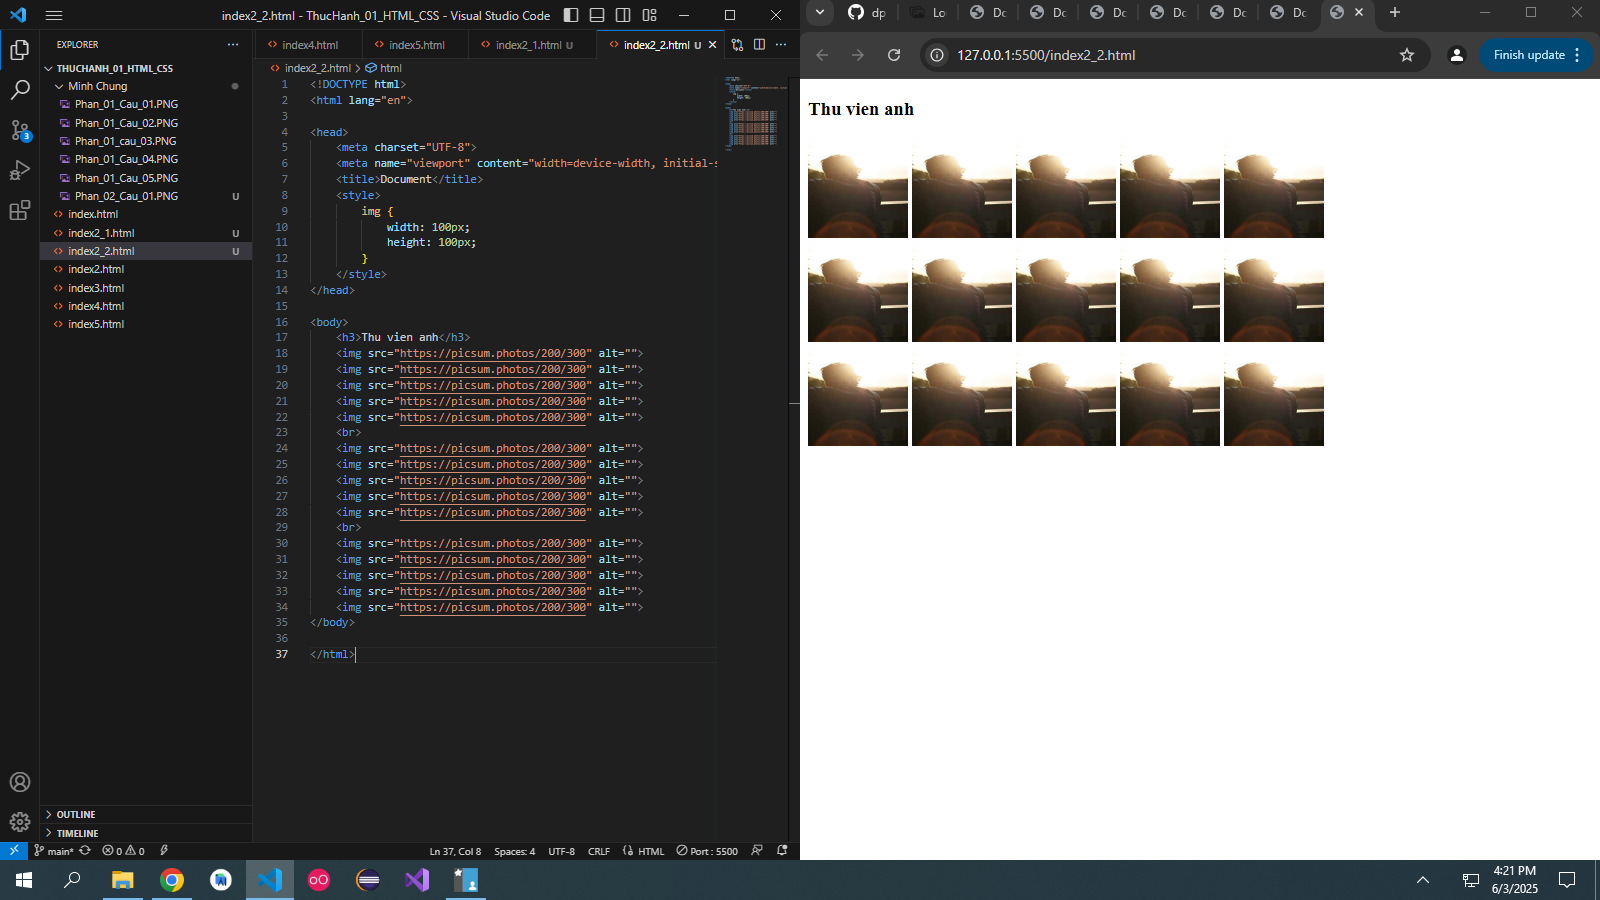 index2_2.html - ThucHanh_01_HTML_CSS - Visual Studio Code
EXPLORER
THUCHANH_01_HTML_CSS
Minh Chung
Phan_01_Cau_01.PNG
Phan_01_Cau_02.PNG
Phan_01_cau_03.PNG
Phan_01_Cau_04.PNG
Phan_01_Cau_05.PNG
Phan_02_Cau_01.PNG U
index.html
index2_1.html U
index2_2.html U
index2.html
index3.html
index4.html
index5.html
OUTLINE
TIMELINE
3
index4.html index5.html index2_1.html U index2_2.html U
index2_2.html > html
1 <!DOCTYPE html>
2 <html lang="en">
3
4 <head>
5 <meta charset="UTF-8">
6 <meta name="viewport" content="width=device-width, initial-s
7 <title>Document</title>
8 <style>
9 img {
10 width: 100px;
11 height: 100px;
12 }
13 </style>
14 </head>
15
16 <body>
17 <h3>Thu vien anh</h3>
18 <img src="https://picsum.photos/200/300" alt="">
19 <img src="https://picsum.photos/200/300" alt="">
20 <img src="https://picsum.photos/200/300" alt="">
21 <img src="https://picsum.photos/200/300" alt="">
22 <img src="https://picsum.photos/200/300" alt="">
23 <br>
24 <img src="https://picsum.photos/200/300" alt="">
25 <img src="https://picsum.photos/200/300" alt="">
26 <img src="https://picsum.photos/200/300" alt="">
27 <img src="https://picsum.photos/200/300" alt="">
28 <img src="https://picsum.photos/200/300" alt="">
29 <br>
30 <img src="https://picsum.photos/200/300" alt="">
31 <img src="https://picsum.photos/200/300" alt="">
32 <img src="https://picsum.photos/200/300" alt="">
33 <img src="https://picsum.photos/200/300" alt="">
34 <img src="https://picsum.photos/200/300" alt="">
35 </body>
36
37 </html>
main* 0 0 Ln 37, Col 8 Spaces: 4 UTF-8 CRLF HTML Port : 5500
dp Lo Dc Dc Dc Dc Dc Dc
127.0.0.1:5500/index2_2.html Finish update
Thu vien anh
4:21 PM
6/3/2025